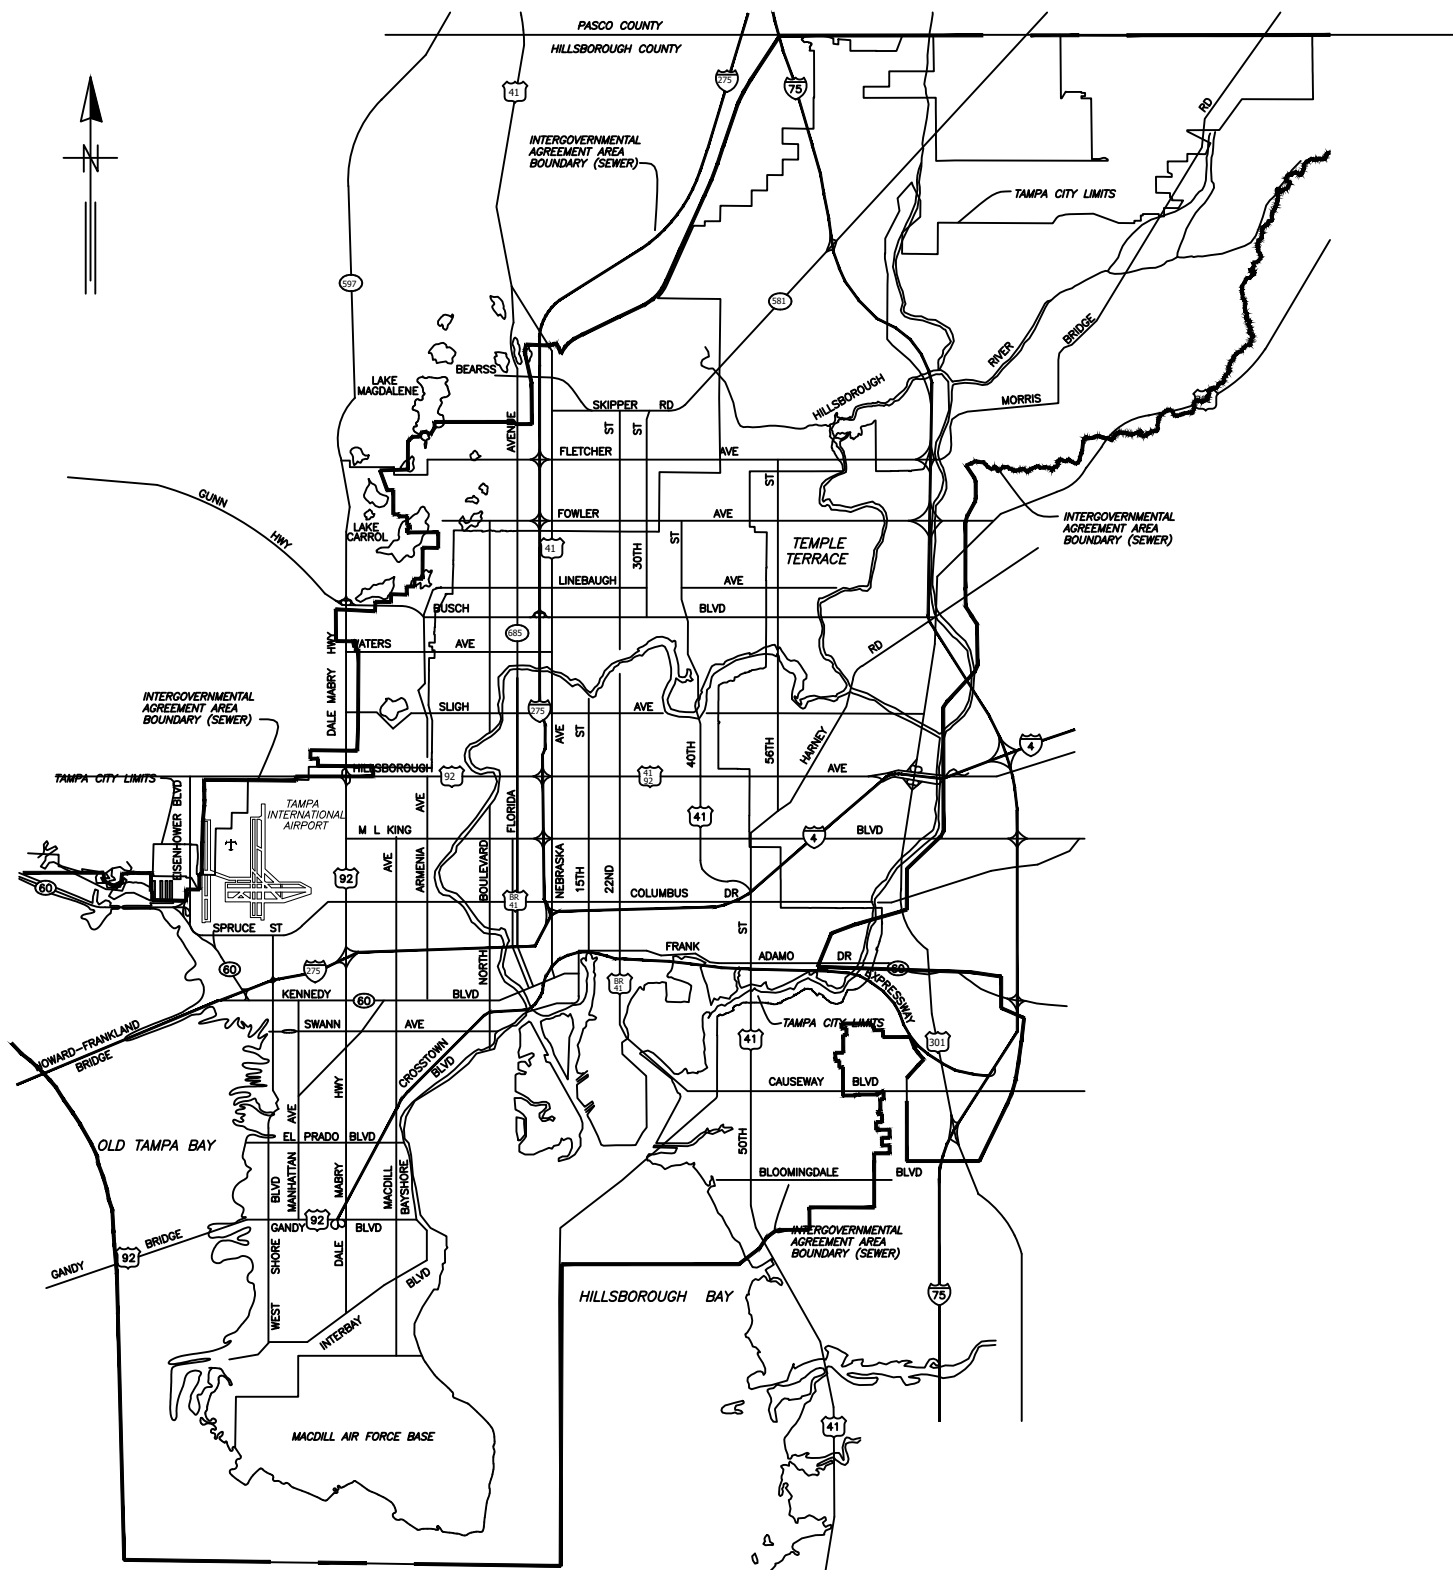 PASCO COUNTY
HILLSBOROUGH COUNTY
275
75
41
N
INTERGOVERNMENTAL
AGREEMENT AREA
BOUNDARY (SEWER)
RD
TAMPA CITY LIMITS
597
581
BRIDGE
RIVER
BEARSS
LAKE
MAGDALENE
HILLSBOROUGH
MORRIS
SKIPPER RD
AVENUE
ST
ST
FLETCHER AVE
ST
GUNN
HWY
LAKE
CARROL
FOWLER AVE
INTERGOVERNMENTAL
AGREEMENT AREA
BOUNDARY (SEWER)
41
30TH
ST
TEMPLE
TERRACE
LINEBAUGH AVE
BUSCH BLVD
685
WATERS AVE
RD
DALE MABRY HWY
INTERGOVERNMENTAL
AGREEMENT AREA
BOUNDARY (SEWER)
SLIGH AVE
275
AVE
ST
40TH
56TH
HARNEY
4
TAMPA CITY LIMITS
HILLSBOROUGH
92
41
92
AVE
EISENHOWER BLVD
TAMPA
INTERNATIONAL
AIRPORT
AVE
FLORIDA
41
M L KING
4
BLVD
AVE
ARMENIA
BOULEVARD
NEBRASKA
15TH
22ND
60
92
BR
41
COLUMBUS DR
SPRUCE ST
ST
FRANK
ADAMO DR
60
275
60
NORTH
BR
41
EXPRESSWAY
KENNEDY
60
BLVD
SWANN AVE
TAMPA CITY LIMITS
HOWARD-FRANKLAND
BRIDGE
CROSSTOWN
BLVD
41
301
HWY
CAUSEWAY BLVD
AVE
OLD TAMPA BAY
EL PRADO BLVD
50TH
MANHATTAN
MABRY
MACDILL
BAYSHORE
BLVD
BLOOMINGDALE BLVD
GANDY
92
BLVD
BRIDGE
GANDY
92
SHORE
DALE
BLVD
INTERGOVERNMENTAL
AGREEMENT AREA
BOUNDARY (SEWER)
WEST
INTERBAY
HILLSBOROUGH BAY
75
MACDILL AIR FORCE BASE
41